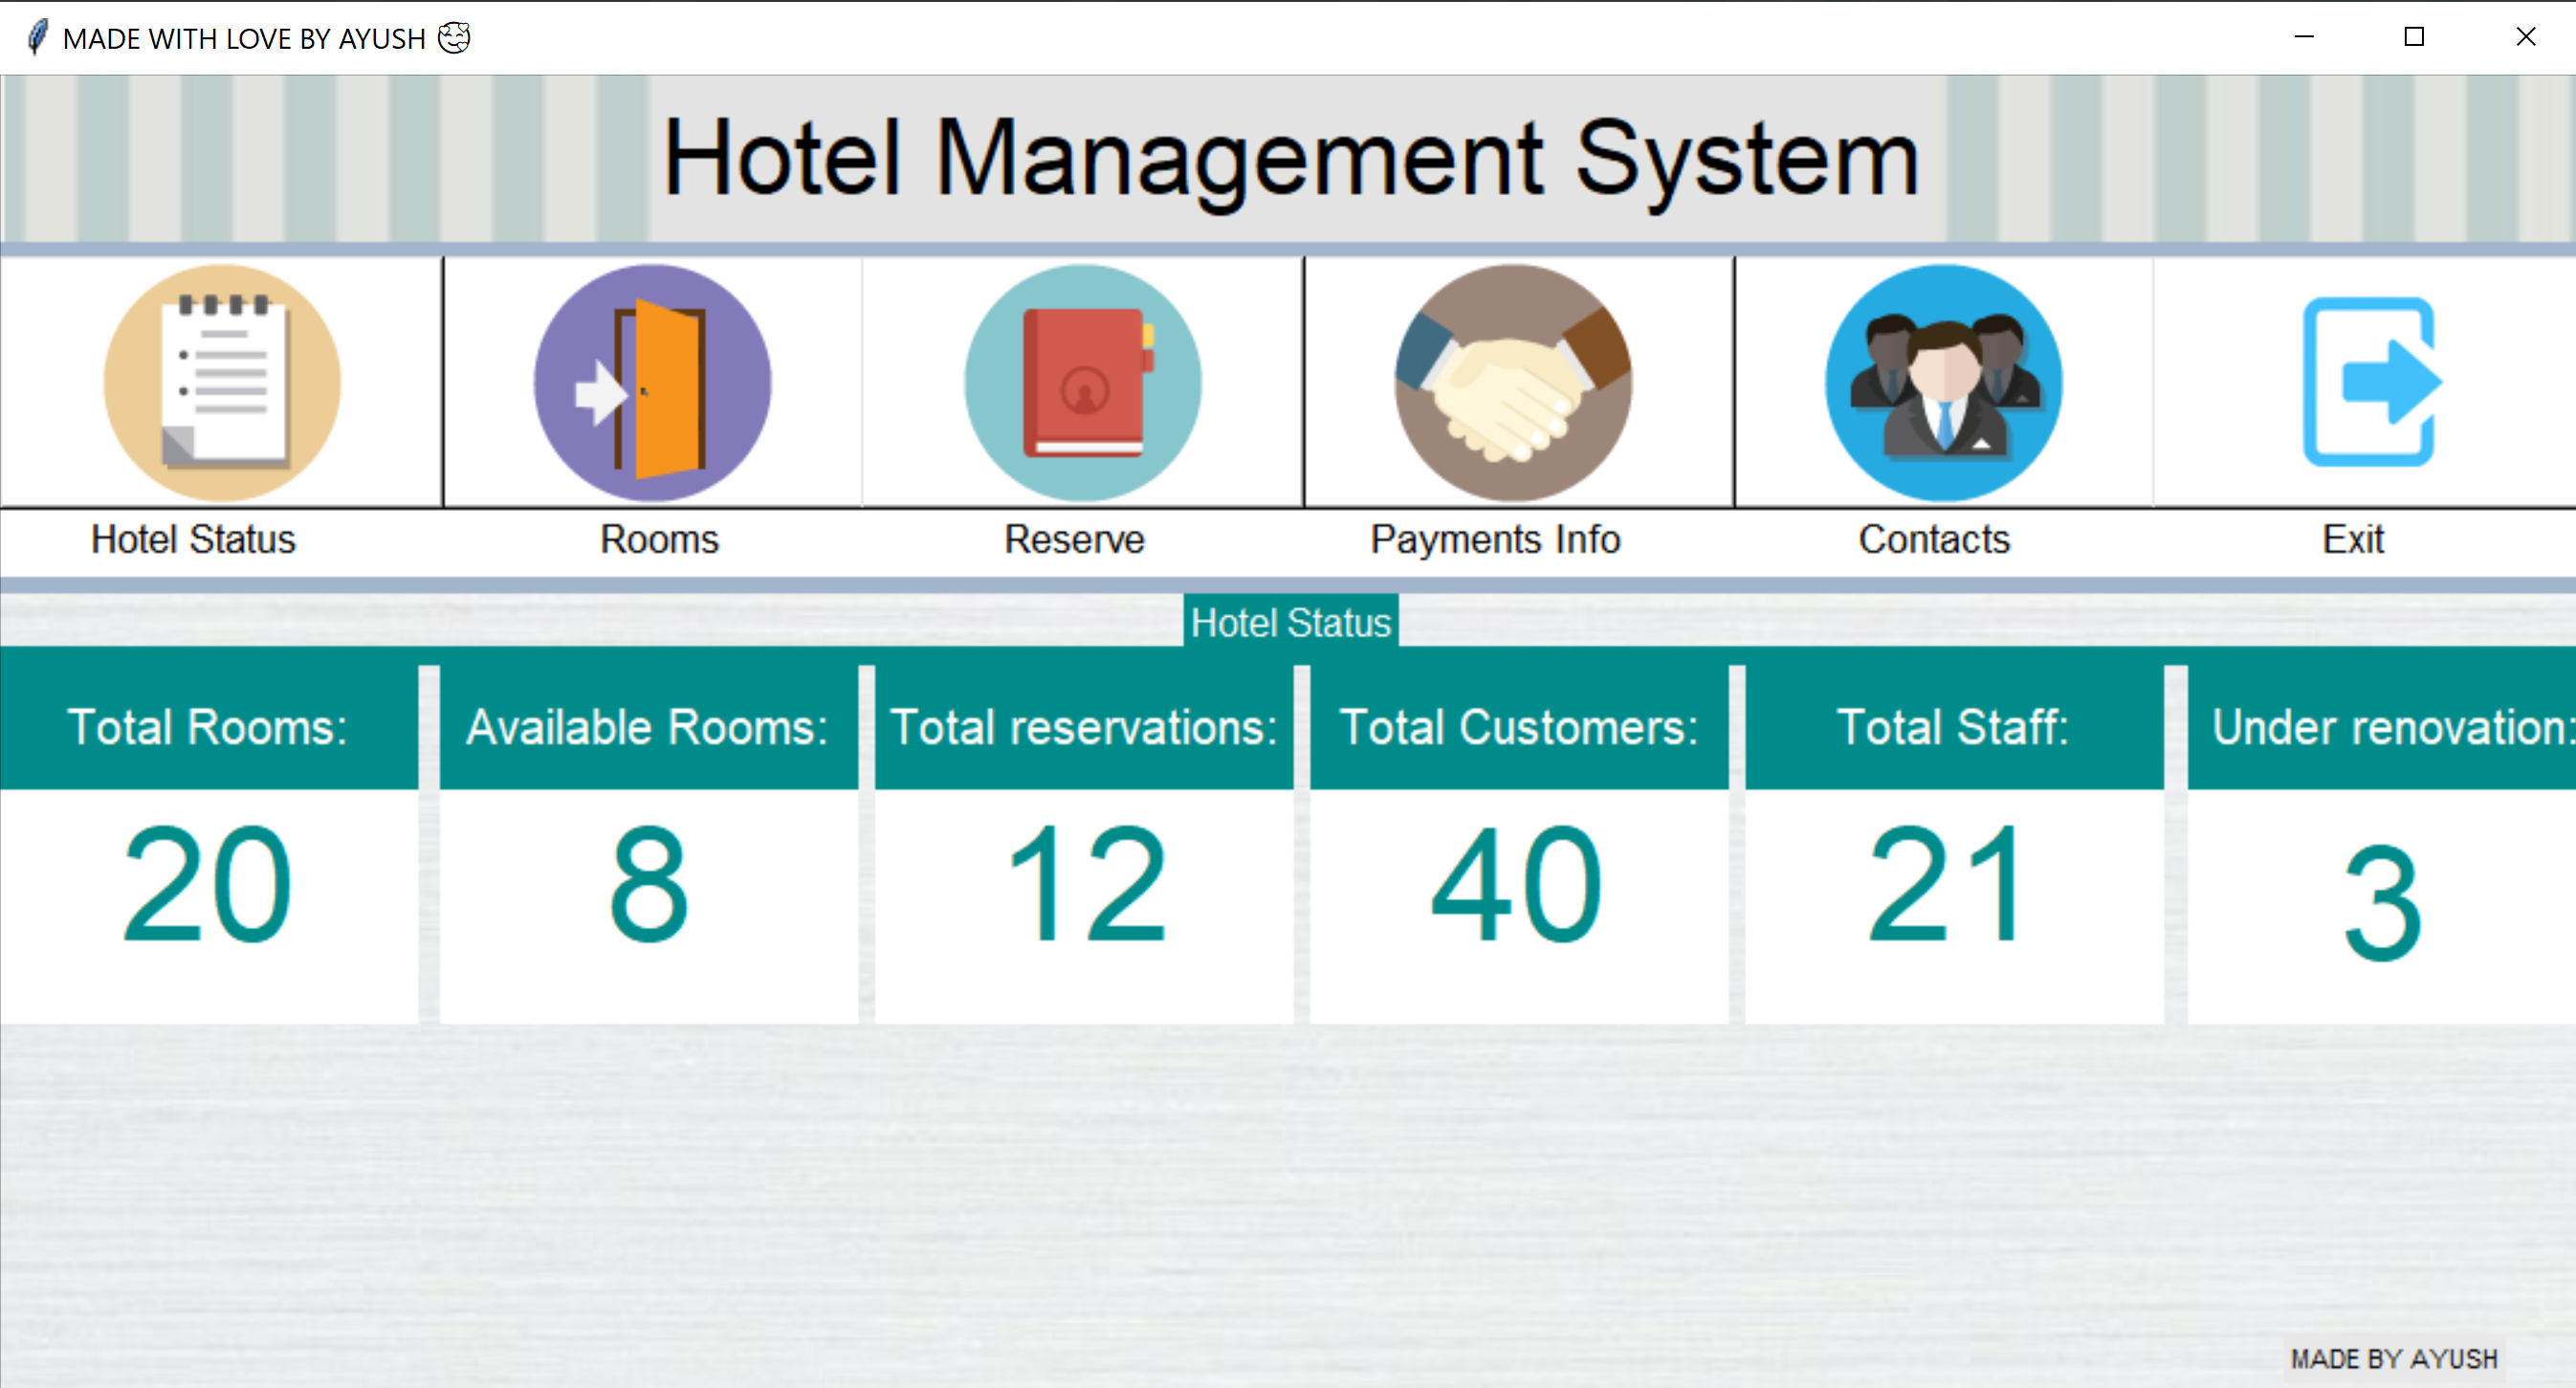 MADE WITH LOVE BY AYUSH 🥰
Hotel Management System
Hotel Status Rooms Reserve Payments Info Contacts Exit
Hotel Status
Total Rooms: Available Rooms: Total reservations: Total Customers: Total Staff: Under renovation:
20 8 12 40 21 3
MADE BY AYUSH